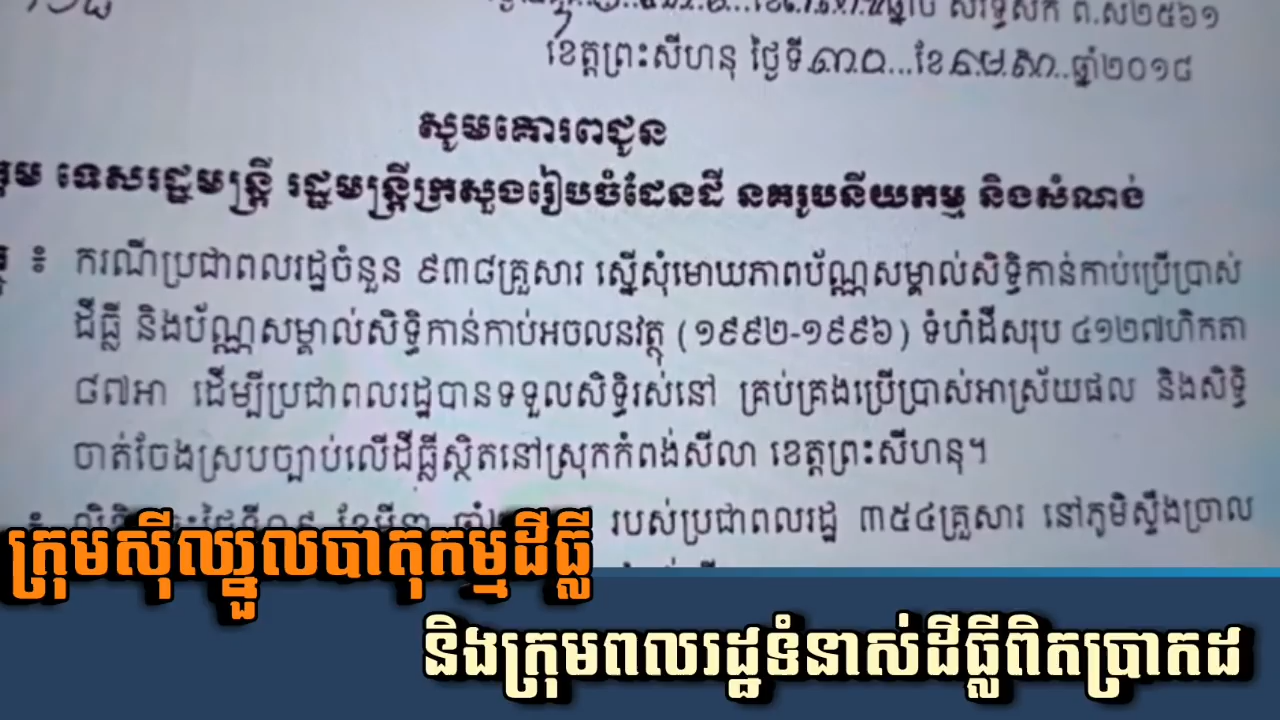 ស័ក ព.ស២៥៦១
ខេត្តព្រះសីហនុ ថ្ងៃទី.៣០...ខែ.មេសា..ឆ្នាំ២០១៨
សូមគោរពជូន
ទេសរដ្ឋមន្ត្រី រដ្ឋមន្ត្រីក្រសួងរៀបចំដែនដី នគរូបនីយកម្ម និងសំណង់
៖ ករណីប្រជាពលរដ្ឋចំនួន ៩៣៨គ្រួសារ ស្នើសុំមោឃភាពប័ណ្ណសម្គាល់សិទ្ធិកាន់កាប់ប្រើប្រាស់
ដីធ្លី និងប័ណ្ណសម្គាល់សិទ្ធិកាន់កាប់អចលនវត្ថុ (១៩៩២-១៩៩៦) ទំហំដីសរុប ៤១២៧ហិកតា
៨៧អា ដើម្បីប្រជាពលរដ្ឋបានទទួលសិទ្ធិរស់នៅ គ្រប់គ្រងប្រើប្រាស់អាស្រ័យផល និងសិទ្ធិ
ចាត់ចែងស្របច្បាប់លើដីធ្លីស្ថិតនៅស្រុកកំពង់សីលា ខេត្តព្រះសីហនុ។
របស់ប្រជាពលរដ្ឋ ៣៥៤គ្រួសារ នៅភូមិស្ទឹងប្រាល
ក្រុមស៊ីឈ្នួលបាតុកម្មដីធ្លី
និងក្រុមពលរដ្ឋទំនាស់ដីធ្លីពិតប្រាកដ